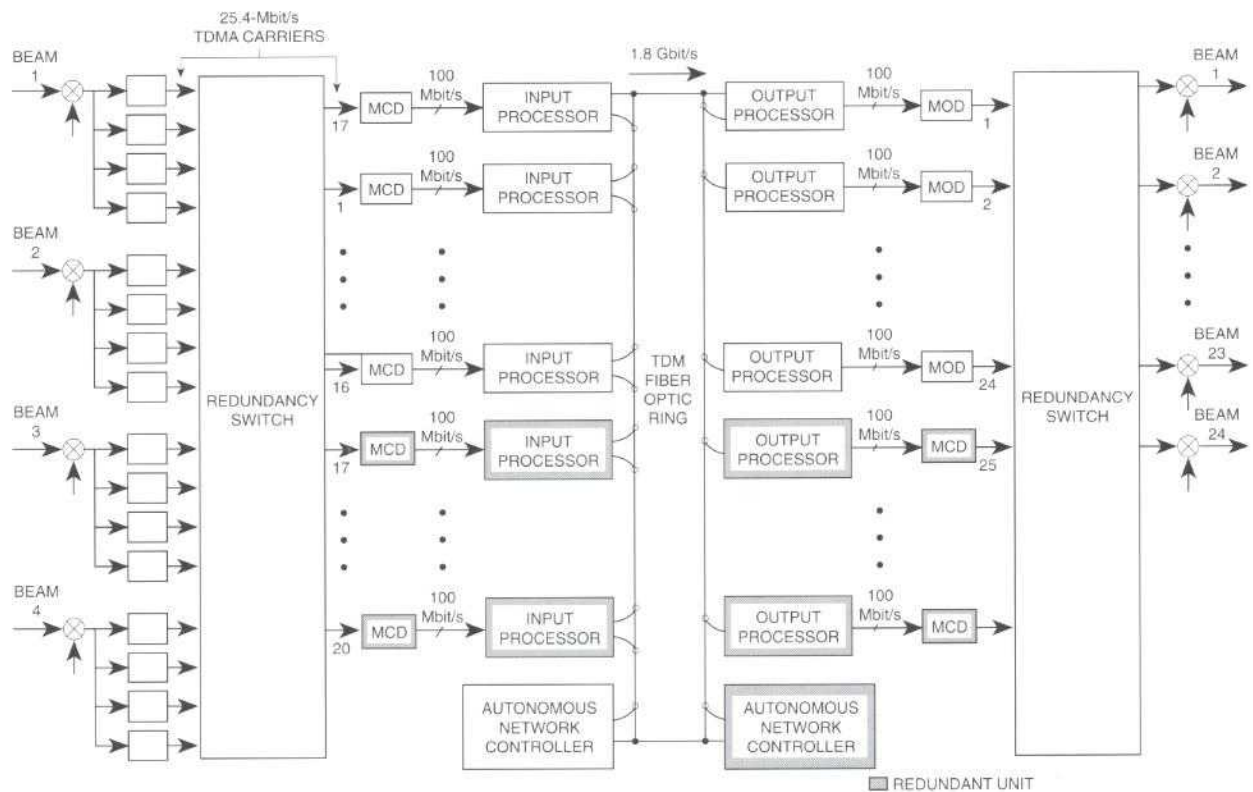 25.4-Mbit/s
TDMA CARRIERS
BEAM
1
17
MCD
100
Mbit/s
INPUT
PROCESSOR
1.8 Gbit/s
OUTPUT
PROCESSOR
100
Mbit/s
MOD
1
BEAM
1
1
MCD
100
Mbit/s
INPUT
PROCESSOR
OUTPUT
PROCESSOR
100
Mbit/s
MOD
2
BEAM
2
BEAM
2
16
MCD
100
Mbit/s
INPUT
PROCESSOR
TDM
FIBER
OPTIC
RING
OUTPUT
PROCESSOR
100
Mbit/s
MOD
24
BEAM
23
REDUNDANCY
SWITCH
REDUNDANCY
SWITCH
BEAM
3
17
MCD
100
Mbit/s
INPUT
PROCESSOR
OUTPUT
PROCESSOR
100
Mbit/s
MCD
25
BEAM
24
BEAM
4
20
MCD
100
Mbit/s
INPUT
PROCESSOR
OUTPUT
PROCESSOR
100
Mbit/s
MCD
AUTONOMOUS
NETWORK
CONTROLLER
AUTONOMOUS
NETWORK
CONTROLLER
REDUNDANT UNIT